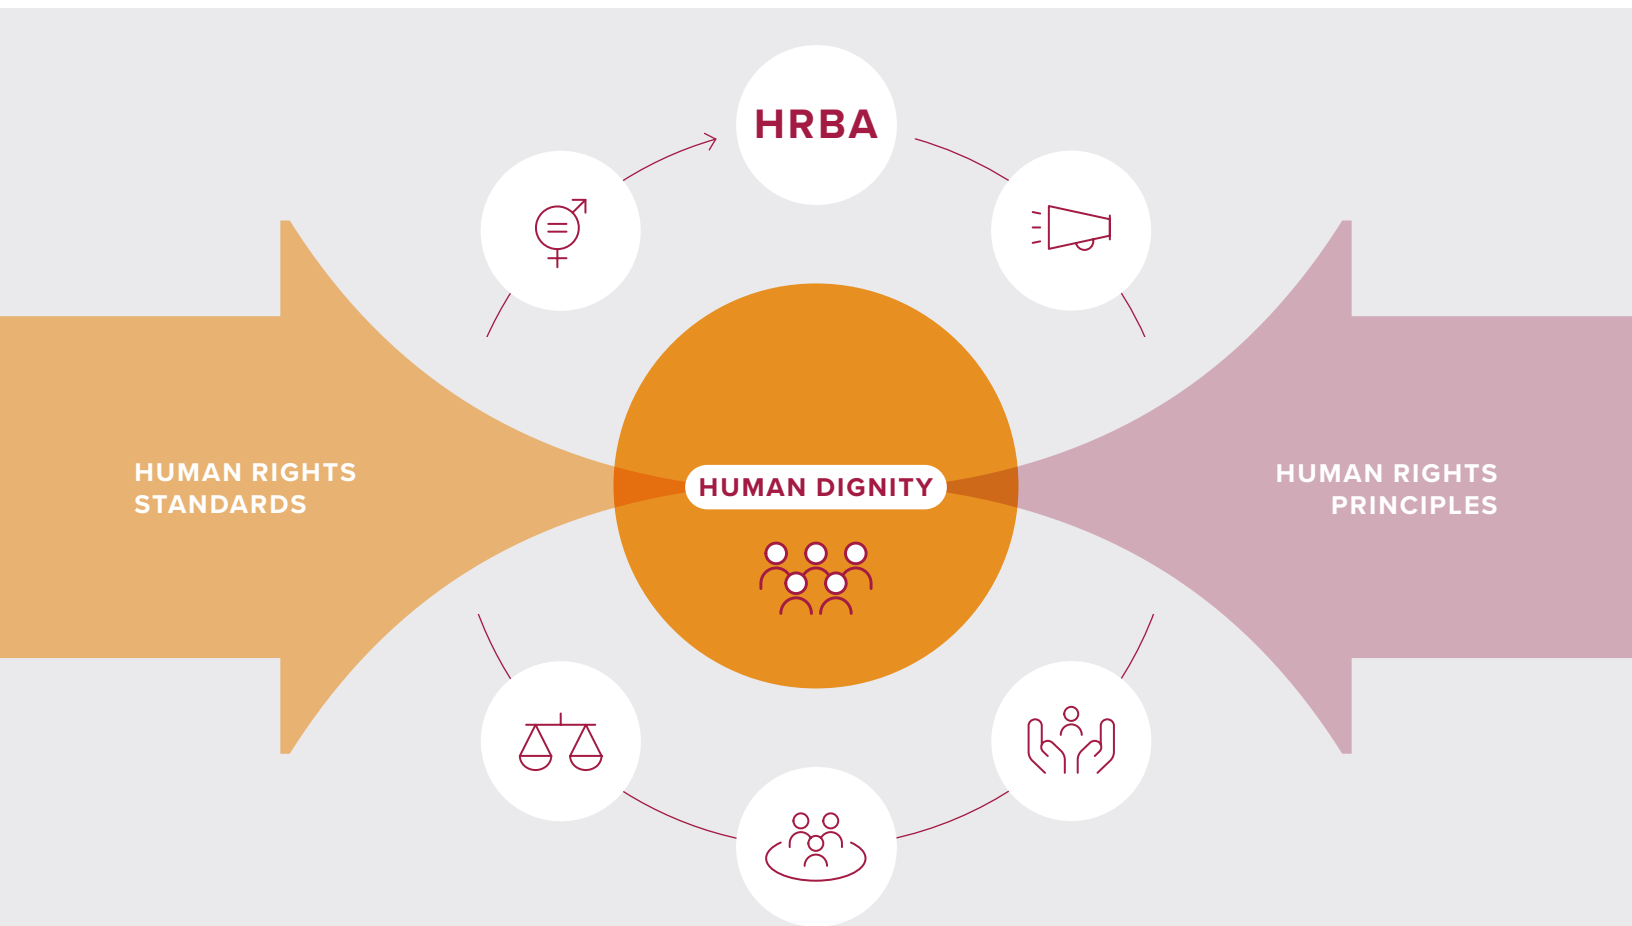 HRBA
HUMAN RIGHTS
STANDARDS
HUMAN DIGNITY
HUMAN RIGHTS
PRINCIPLES